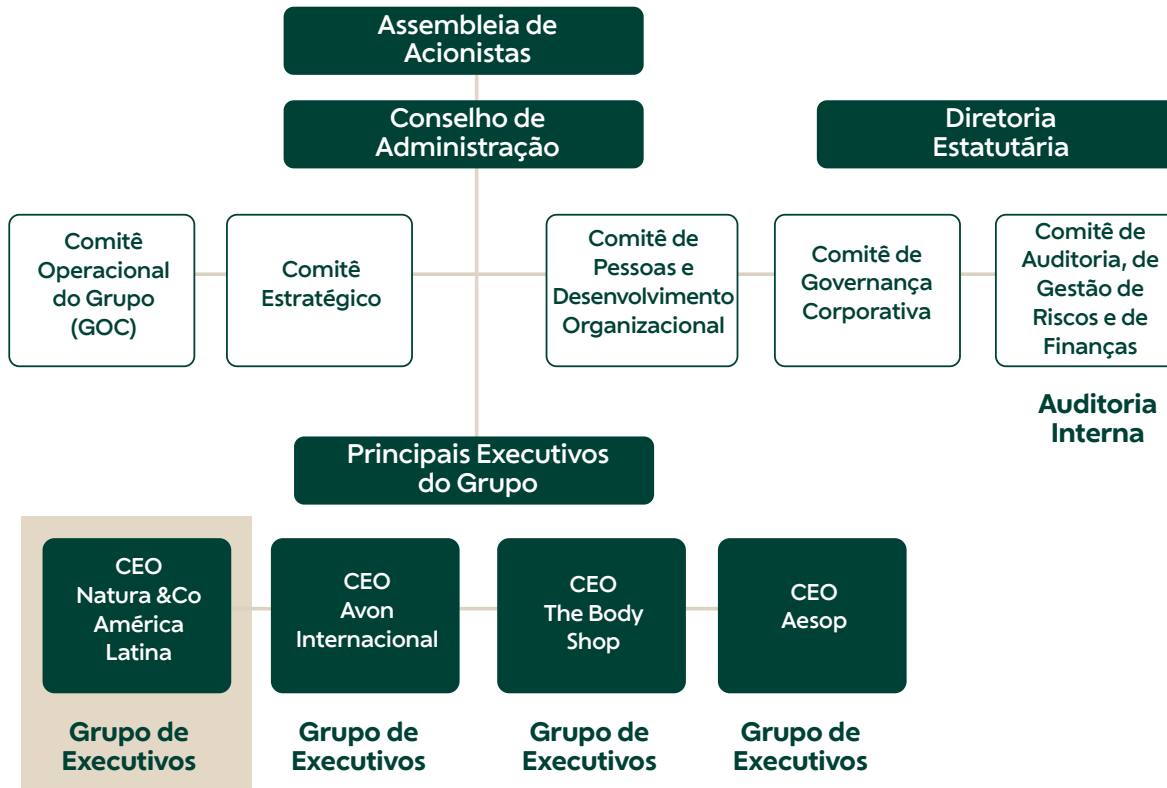 Assembleia de
Acionistas
Conselho de
Administração
Diretoria
Estatutária
Comitê
Operacional
do Grupo
(GOC)
Comitê
Estratégico
Comitê de
Pessoas e
Desenvolvimento
Organizacional
Comitê de
Governança
Corporativa
Comitê de
Auditoria, de
Gestão de
Riscos e de
Finanças
Auditoria
Interna
Principais Executivos
do Grupo
CEO
Natura &Co
América
Latina
CEO
Avon
Internacional
CEO
The Body
Shop
CEO
Aesop
Grupo de
Executivos
Grupo de
Executivos
Grupo de
Executivos
Grupo de
Executivos